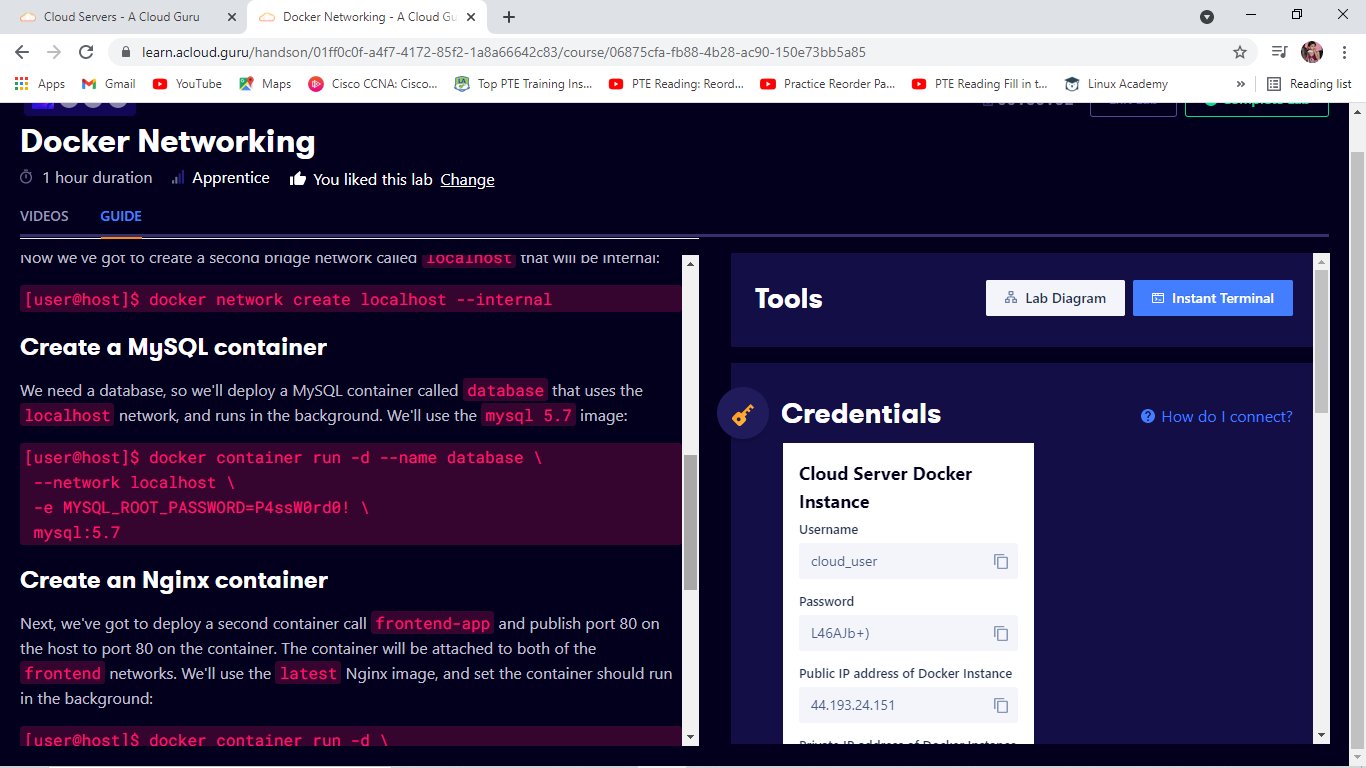 Cloud Servers - A Cloud Guru
Docker Networking - A Cloud Gu
learn.acloud.guru/handson/01ff0c0f-a4f7-4172-85f2-1a8a66642c83/course/06875cfa-fb88-4b28-ac90-150e73bb5a85
Apps
Gmail
YouTube
Maps
Cisco CCNA: Cisco...
Top PTE Training Ins...
PTE Reading: Reord...
Practice Reorder Pa...
PTE Reading Fill in t...
Linux Academy
»
Reading list
Docker Networking
1 hour duration
Apprentice
You liked this lab Change
VIDEOS
GUIDE
Now we've got to create a second bridge network called localhost that will be internal:
[user@host]$ docker network create localhost --internal
Create a MySQL container
We need a database, so we'll deploy a MySQL container called database that uses the
localhost network, and runs in the background. We'll use the mysql 5.7 image:
[user@host]$ docker container run -d --name database \
--network localhost \
-e MYSQL_ROOT_PASSWORD=P4ssW0rd0! \
mysql:5.7
Create an Nginx container
Next, we've got to deploy a second container call frontend-app and publish port 80 on
the host to port 80 on the container. The container will be attached to both of the
frontend networks. We'll use the latest Nginx image, and set the container should run
in the background:
[user@host]$ docker container run -d \
Tools
Lab Diagram
Instant Terminal
Credentials
How do I connect?
Cloud Server Docker
Instance
Username
cloud_user
Password
L46AJb+)
Public IP address of Docker Instance
44.193.24.151
Private IP address of Docker Instance